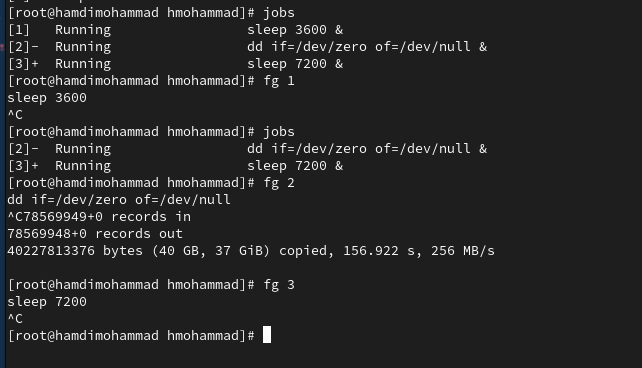 [root@hamdimohammad hmohammad]# jobs
[1]   Running                 sleep 3600 &
[2]-  Running                 dd if=/dev/zero of=/dev/null &
[3]+  Running                 sleep 7200 &
[root@hamdimohammad hmohammad]# fg 1
sleep 3600
^C
[root@hamdimohammad hmohammad]# jobs
[2]-  Running                 dd if=/dev/zero of=/dev/null &
[3]+  Running                 sleep 7200 &
[root@hamdimohammad hmohammad]# fg 2
dd if=/dev/zero of=/dev/null
^C78569949+0 records in
78569948+0 records out
40227813376 bytes (40 GB, 37 GiB) copied, 156.922 s, 256 MB/s
[root@hamdimohammad hmohammad]# fg 3
sleep 7200
^C
[root@hamdimohammad hmohammad]#